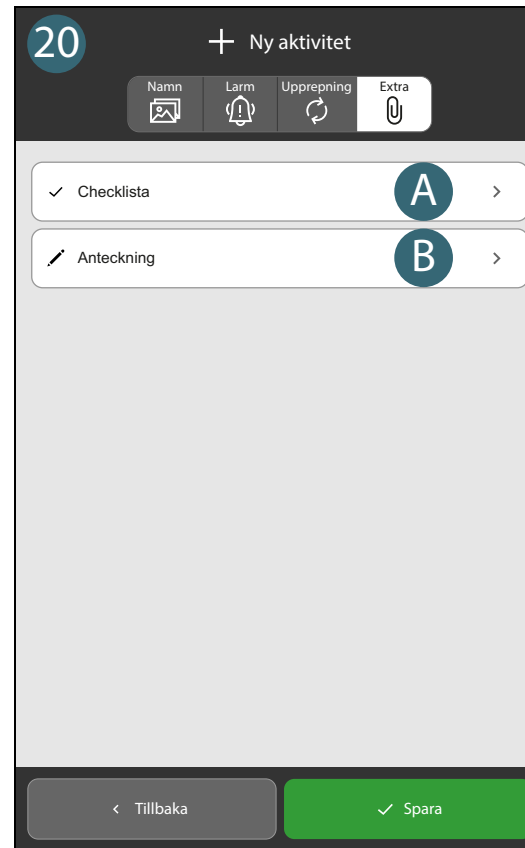 20
Ny aktivitet
Namn Larm Upprepning Extra
Checklista A
Anteckning B
Tillbaka Spara